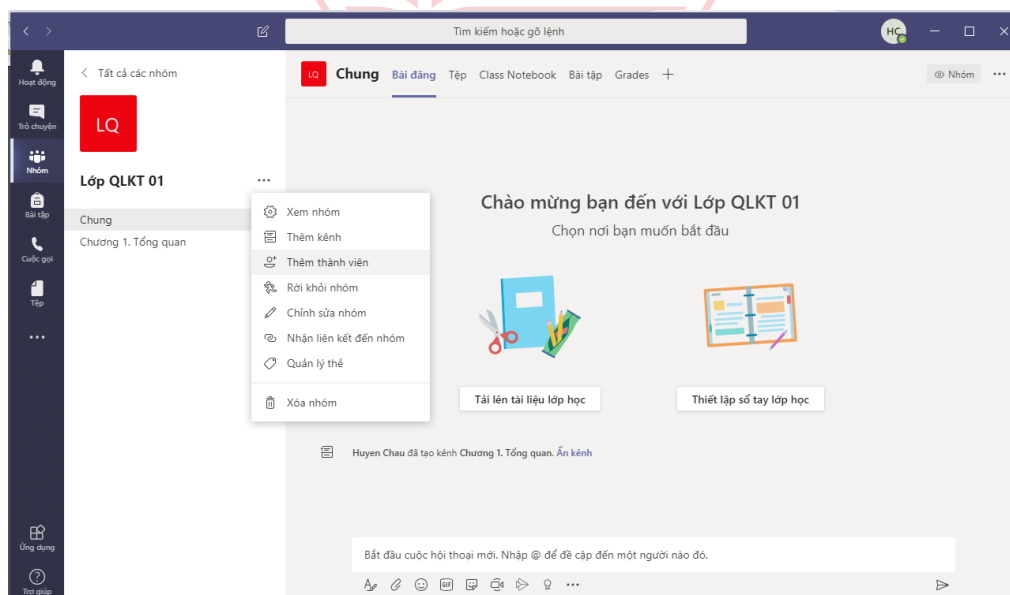 Tìm kiếm hoặc gõ lệnh
HC
Hoạt động
Trò chuyện
Nhóm
Bài tập
Cuộc gọi
Tệp
Ứng dụng
Trợ giúp
Tất cả các nhóm
LQ
Lớp QLKT 01
Chung
Chương 1. Tổng quan
Xem nhóm
Thêm kênh
Thêm thành viên
Rời khỏi nhóm
Chỉnh sửa nhóm
Nhận liên kết đến nhóm
Quản lý thẻ
Xóa nhóm
LQ Chung Bài đăng Tệp Class Notebook Bài tập Grades
Nhóm
Chào mừng bạn đến với Lớp QLKT 01
Chọn nơi bạn muốn bắt đầu
Tải lên tài liệu lớp học
Thiết lập sổ tay lớp học
Huyen Chau đã tạo kênh Chương 1. Tổng quan. Ẩn kênh
Bắt đầu cuộc hội thoại mới. Nhập @ để đề cập đến một người nào đó.
GIF